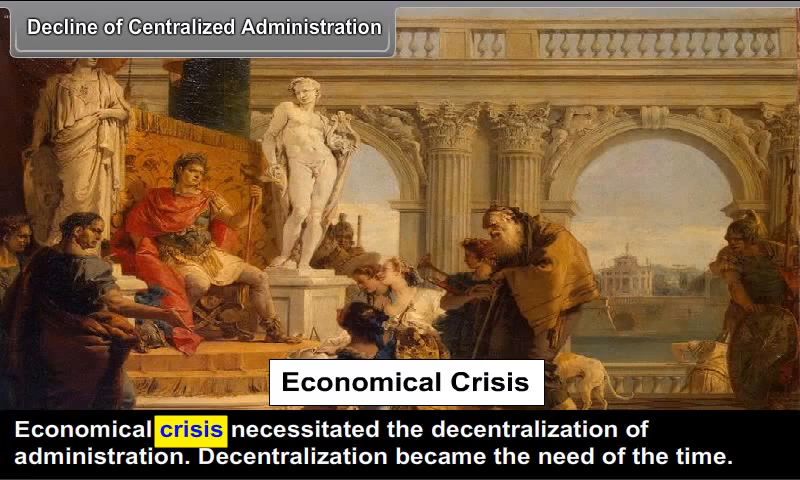 Decline of Centralized Administration
Economical Crisis
Economical crisis necessitated the decentralization of
administration. Decentralization became the need of the time.